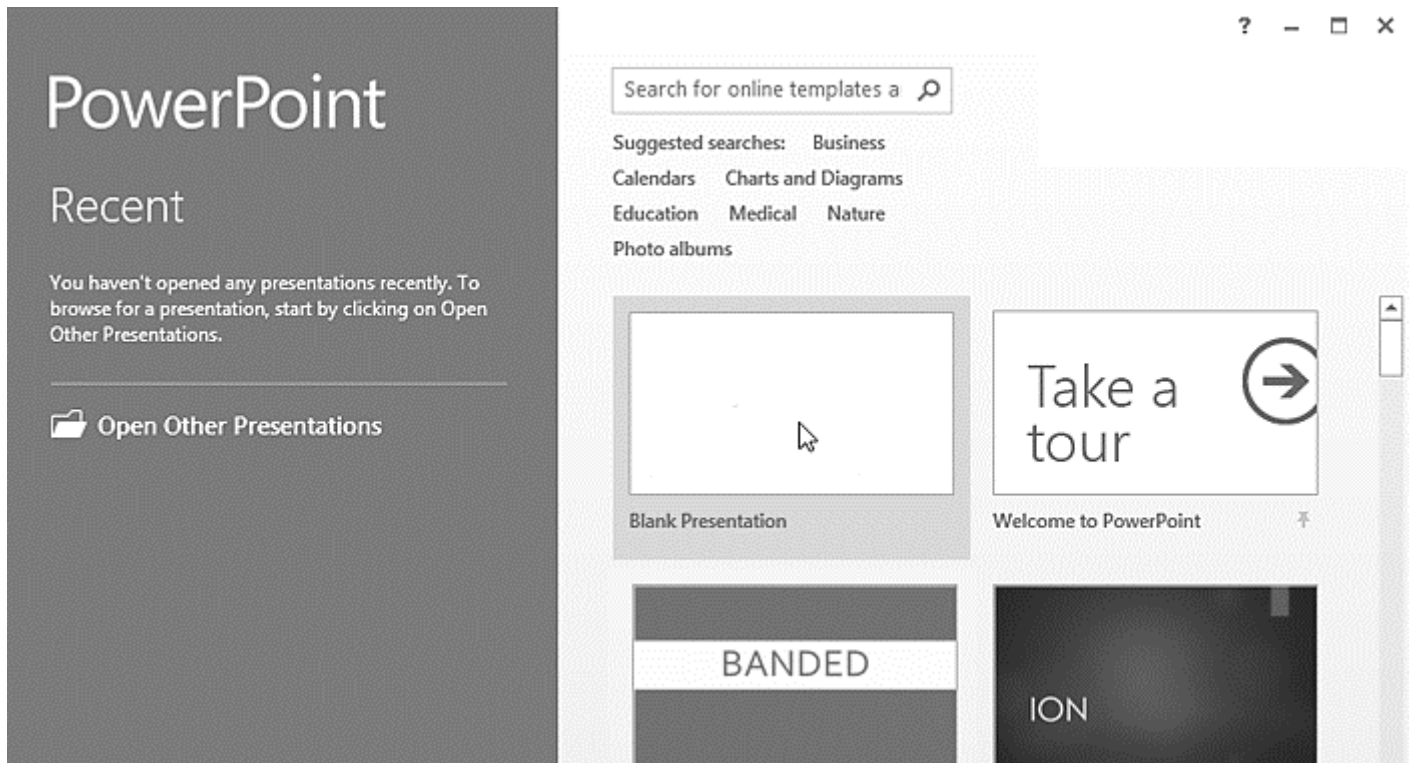 ?
PowerPoint
Recent
You haven't opened any presentations recently. To
browse for a presentation, start by clicking on Open
Other Presentations.
Open Other Presentations
Search for online templates a
Suggested searches: Business
Calendars Charts and Diagrams
Education Medical Nature
Photo albums
Blank Presentation
Take a
tour
Welcome to PowerPoint
BANDED
ION